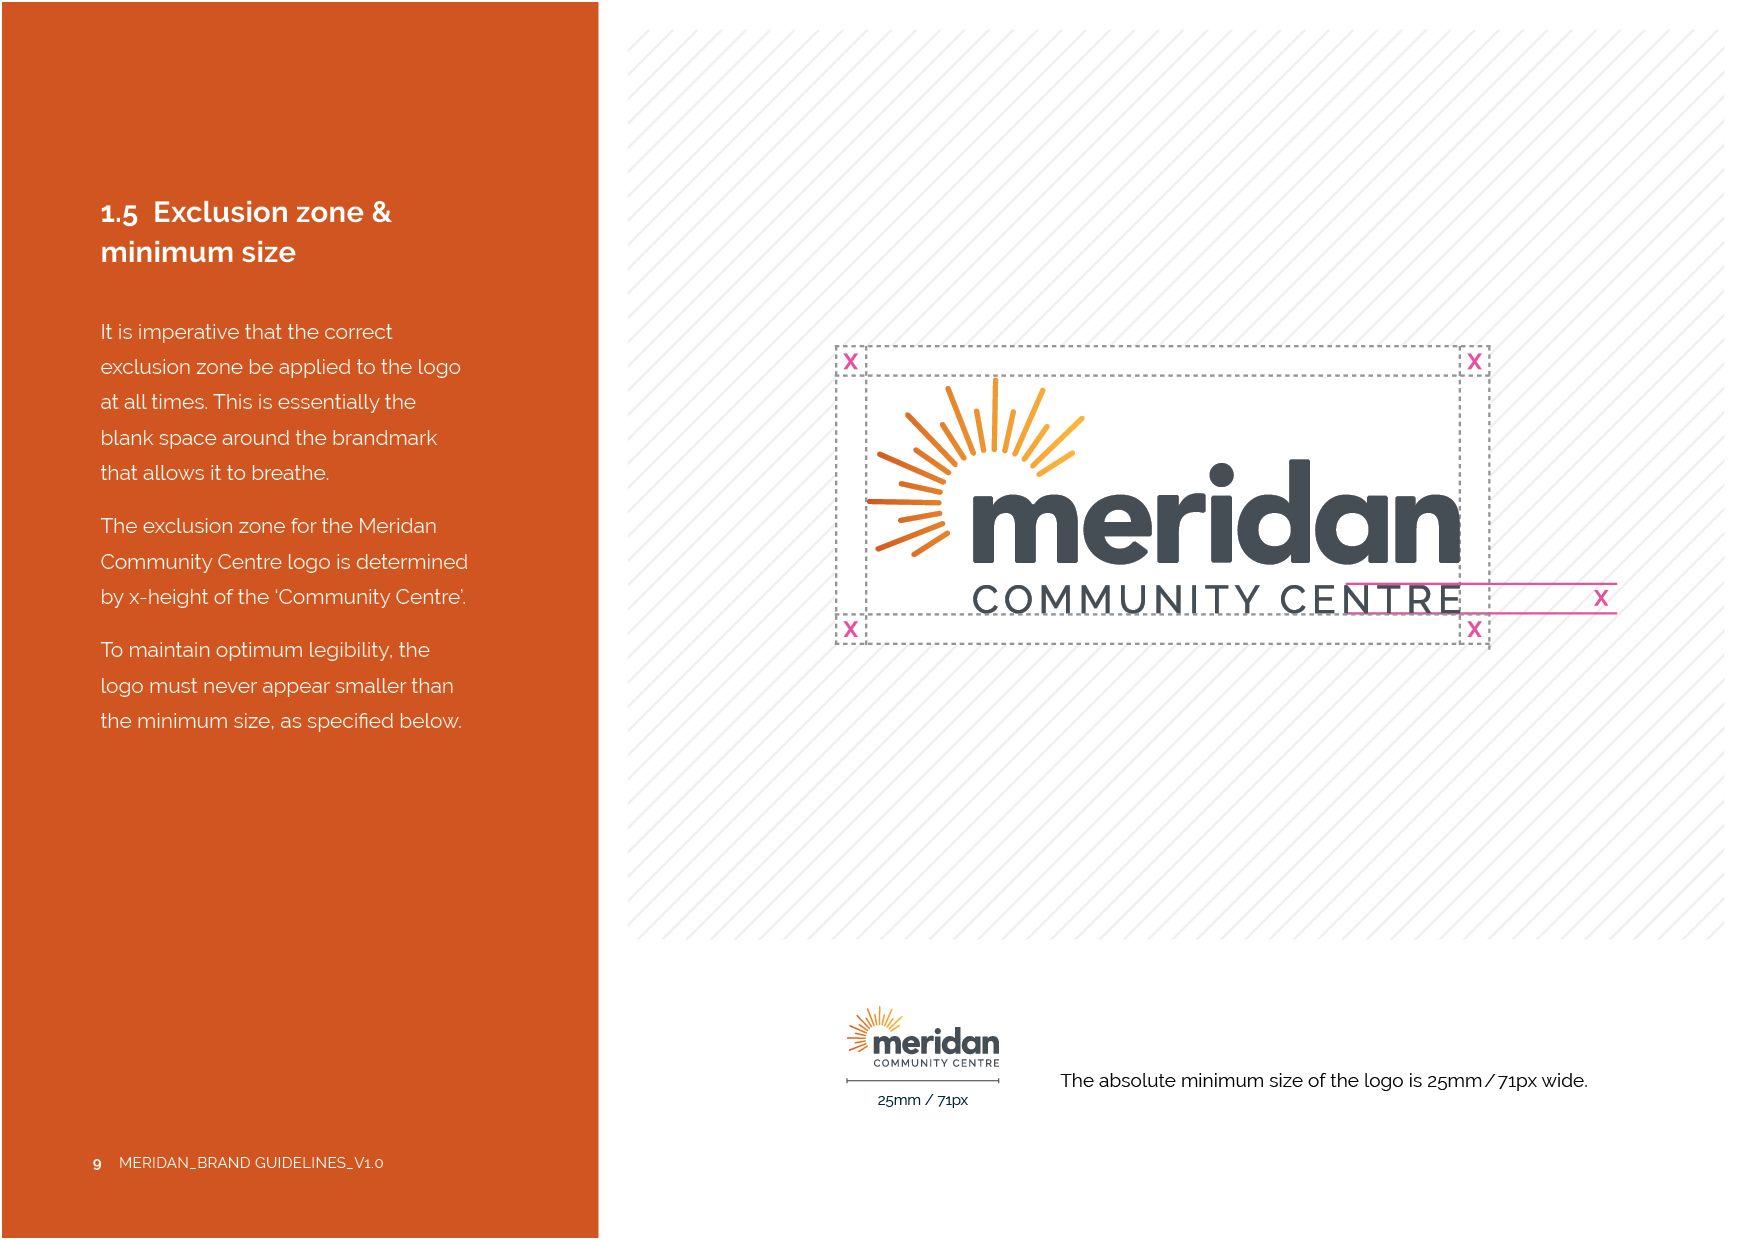 1.5 Exclusion zone &
minimum size
It is imperative that the correct
exclusion zone be applied to the logo
at all times. This is essentially the
blank space around the brandmark
that allows it to breathe.
The exclusion zone for the Meridan
Community Centre logo is determined
by x-height of the ‘Community Centre’.
To maintain optimum legibility, the
logo must never appear smaller than
the minimum size, as specified below.
9 MERIDAN_BRAND GUIDELINES_V1.0
X X
meridan
COMMUNITY CENTRE X
X X
meridan
COMMUNITY CENTRE
25mm / 71px
The absolute minimum size of the logo is 25mm/71px wide.